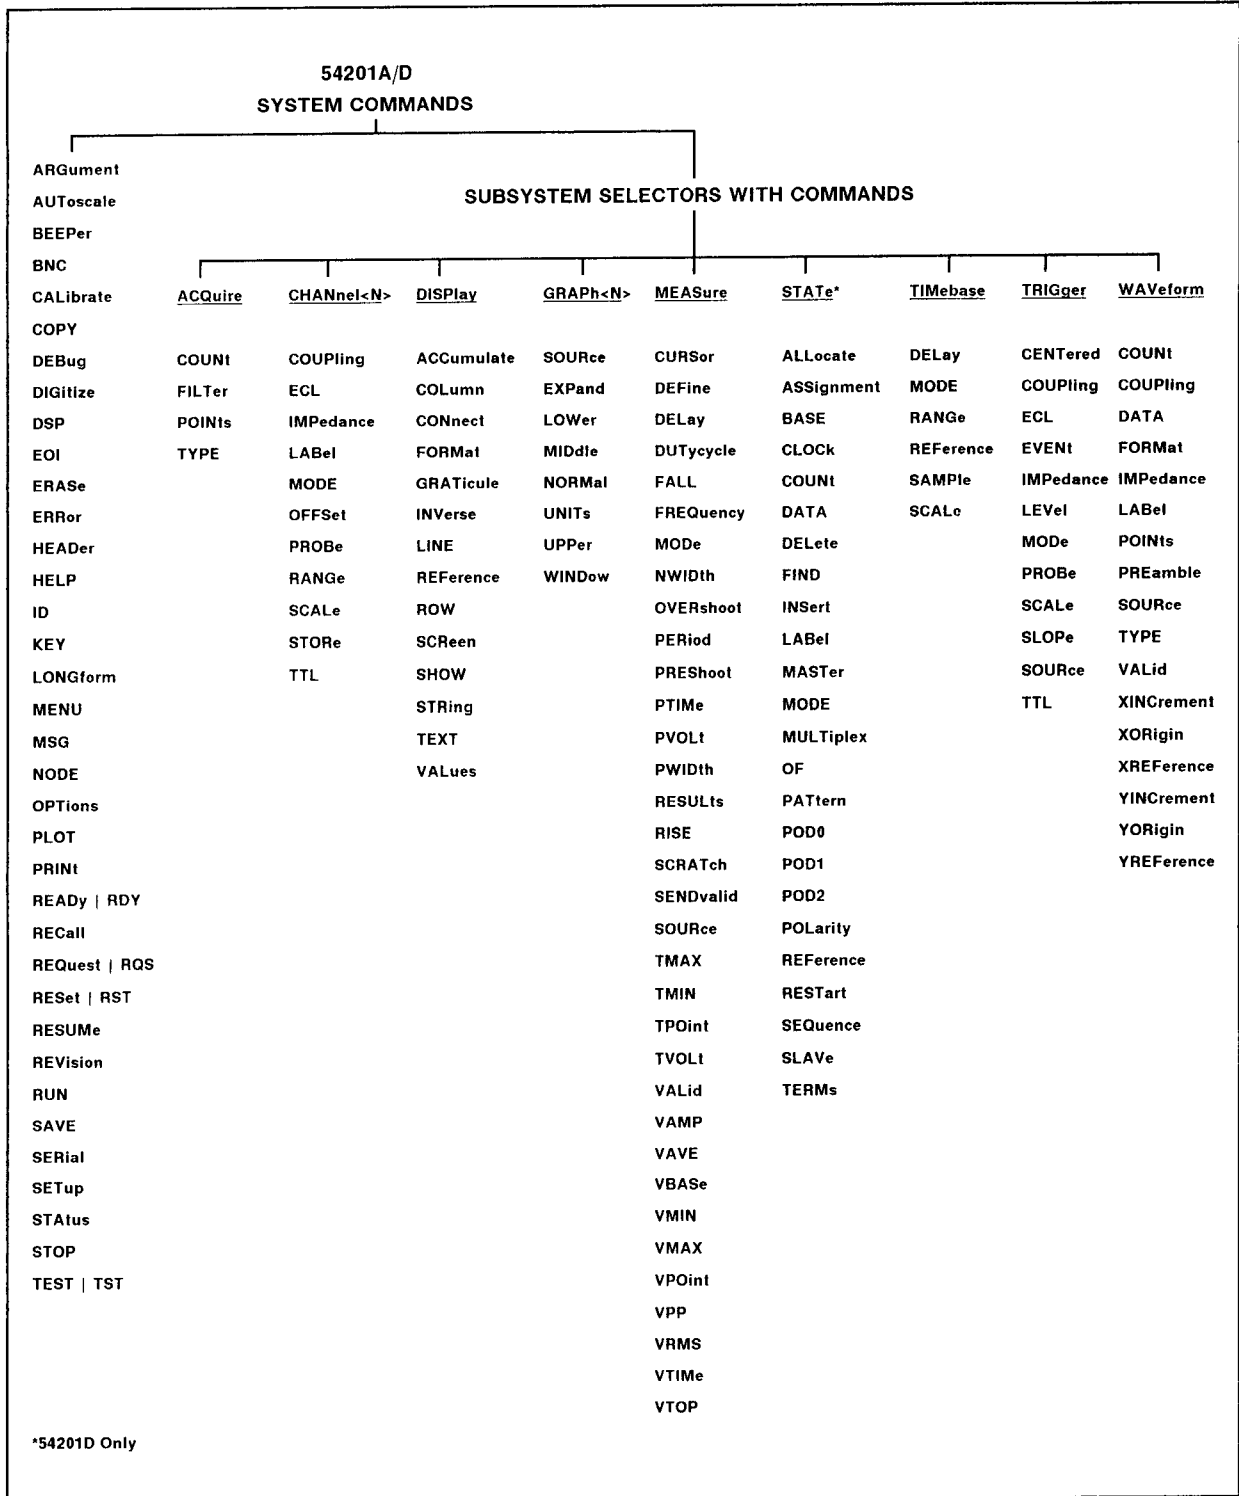 54201A/D
SYSTEM COMMANDS
ARGument
AUToscale
BEEPer
BNC
CALibrate
COPY
DEBug
DIGitize
DSP
EOI
ERASe
ERRor
HEADer
HELP
ID
KEY
LONGform
MENU
MSG
NODE
OPTions
PLOT
PRINt
READy | RDY
RECall
REQuest | RQS
RESet | RST
RESUMe
REVision
RUN
SAVE
SERial
SETup
STAtus
STOP
TEST | TST
SUBSYSTEM SELECTORS WITH COMMANDS
ACQuire
COUNt
FILTer
POINts
TYPE
CHANnel<N>
COUPling
ECL
IMPedance
LABel
MODE
OFFSet
PROBe
RANGe
SCALe
STORe
TTL
DISPlay
ACCumulate
COLumn
CONnect
FORMat
GRATicule
INVerse
LINE
REFerence
ROW
SCReen
SHOW
STRing
TEXT
VALues
GRAPh<N>
SOURce
EXPand
LOWer
MIDdle
NORMal
UNITs
UPPer
WINDow
MEASure
CURSor
DEFine
DELay
DUTycycle
FALL
FREQuency
MODe
NWIDth
OVERshoot
PERiod
PREShoot
PTIMe
PVOLt
PWIDth
RESULts
RISE
SCRATch
SENDvalid
SOURce
TMAX
TMIN
TPOint
TVOLt
VALid
VAMP
VAVE
VBASe
VMIN
VMAX
VPOint
VPP
VRMS
VTIMe
VTOP
STATe*
ALLocate
ASSignment
BASE
CLOCk
COUNt
DATA
DELete
FIND
INSert
LABel
MASTer
MODE
MULTiplex
OF
PATtern
POD0
POD1
POD2
POLarity
REFerence
RESTart
SEQuence
SLAVe
TERMs
TIMebase
DELay
MODE
RANGe
REFerence
SAMPle
SCALe
TRIGger
CENTered
COUPling
ECL
EVENt
IMPedance
LEVel
MODe
PROBe
SCALe
SLOPe
SOURce
TTL
WAVeform
COUNt
COUPling
DATA
FORMat
IMPedance
LABel
POINts
PREamble
SOURce
TYPE
VALid
XINCrement
XORigin
XREFerence
YINCrement
YORigin
YREFerence
*54201D Only